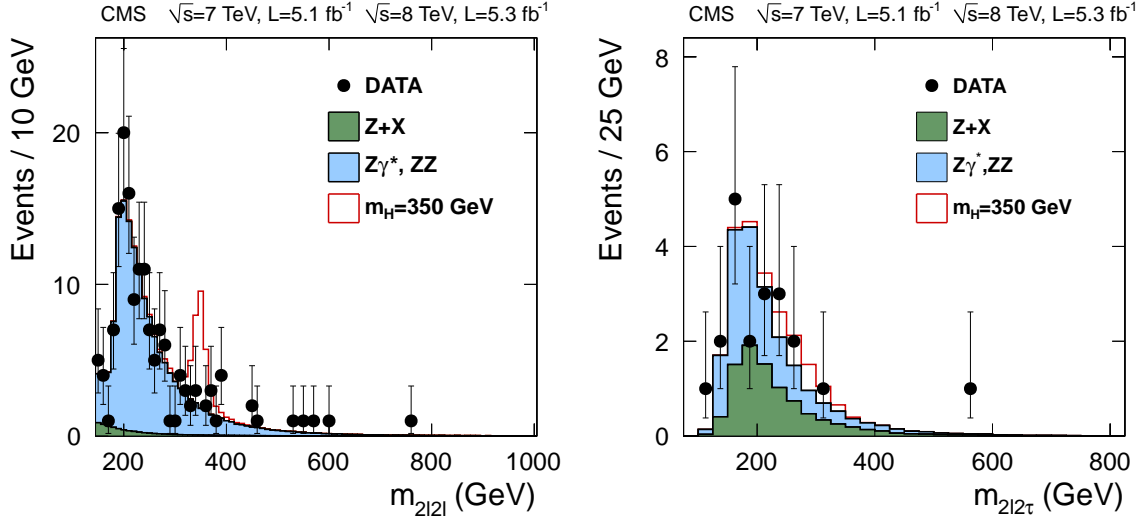 CMS √s=7 TeV, L=5.1 fb⁻¹ √s=8 TeV, L=5.3 fb⁻¹
Events / 10 GeV
20
10
0
DATA
Z+X
Zγ*, ZZ
m_H=350 GeV
200 400 600 800 1000
m_2l2l (GeV)
CMS √s=7 TeV, L=5.1 fb⁻¹ √s=8 TeV, L=5.3 fb⁻¹
Events / 25 GeV
8
6
4
2
0
DATA
Z+X
Zγ*,ZZ
m_H=350 GeV
200 400 600 800
m_2l2τ (GeV)